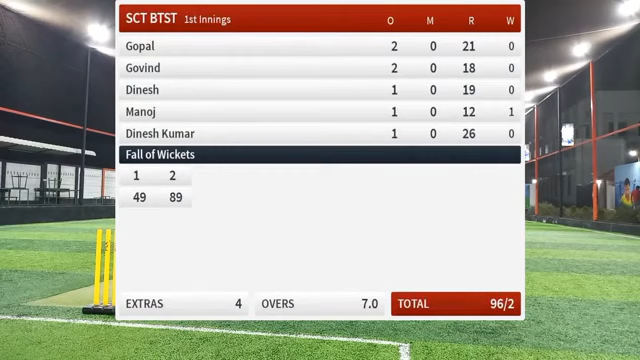 SCT BTST 1st Innings O M R W
Gopal 2 0 21 0
Govind 2 0 18 0
Dinesh 1 0 19 0
Manoj 1 0 12 1
Dinesh Kumar 1 0 26 0
Fall of Wickets
1 2
49 89
EXTRAS 4 OVERS 7.0 TOTAL 96/2